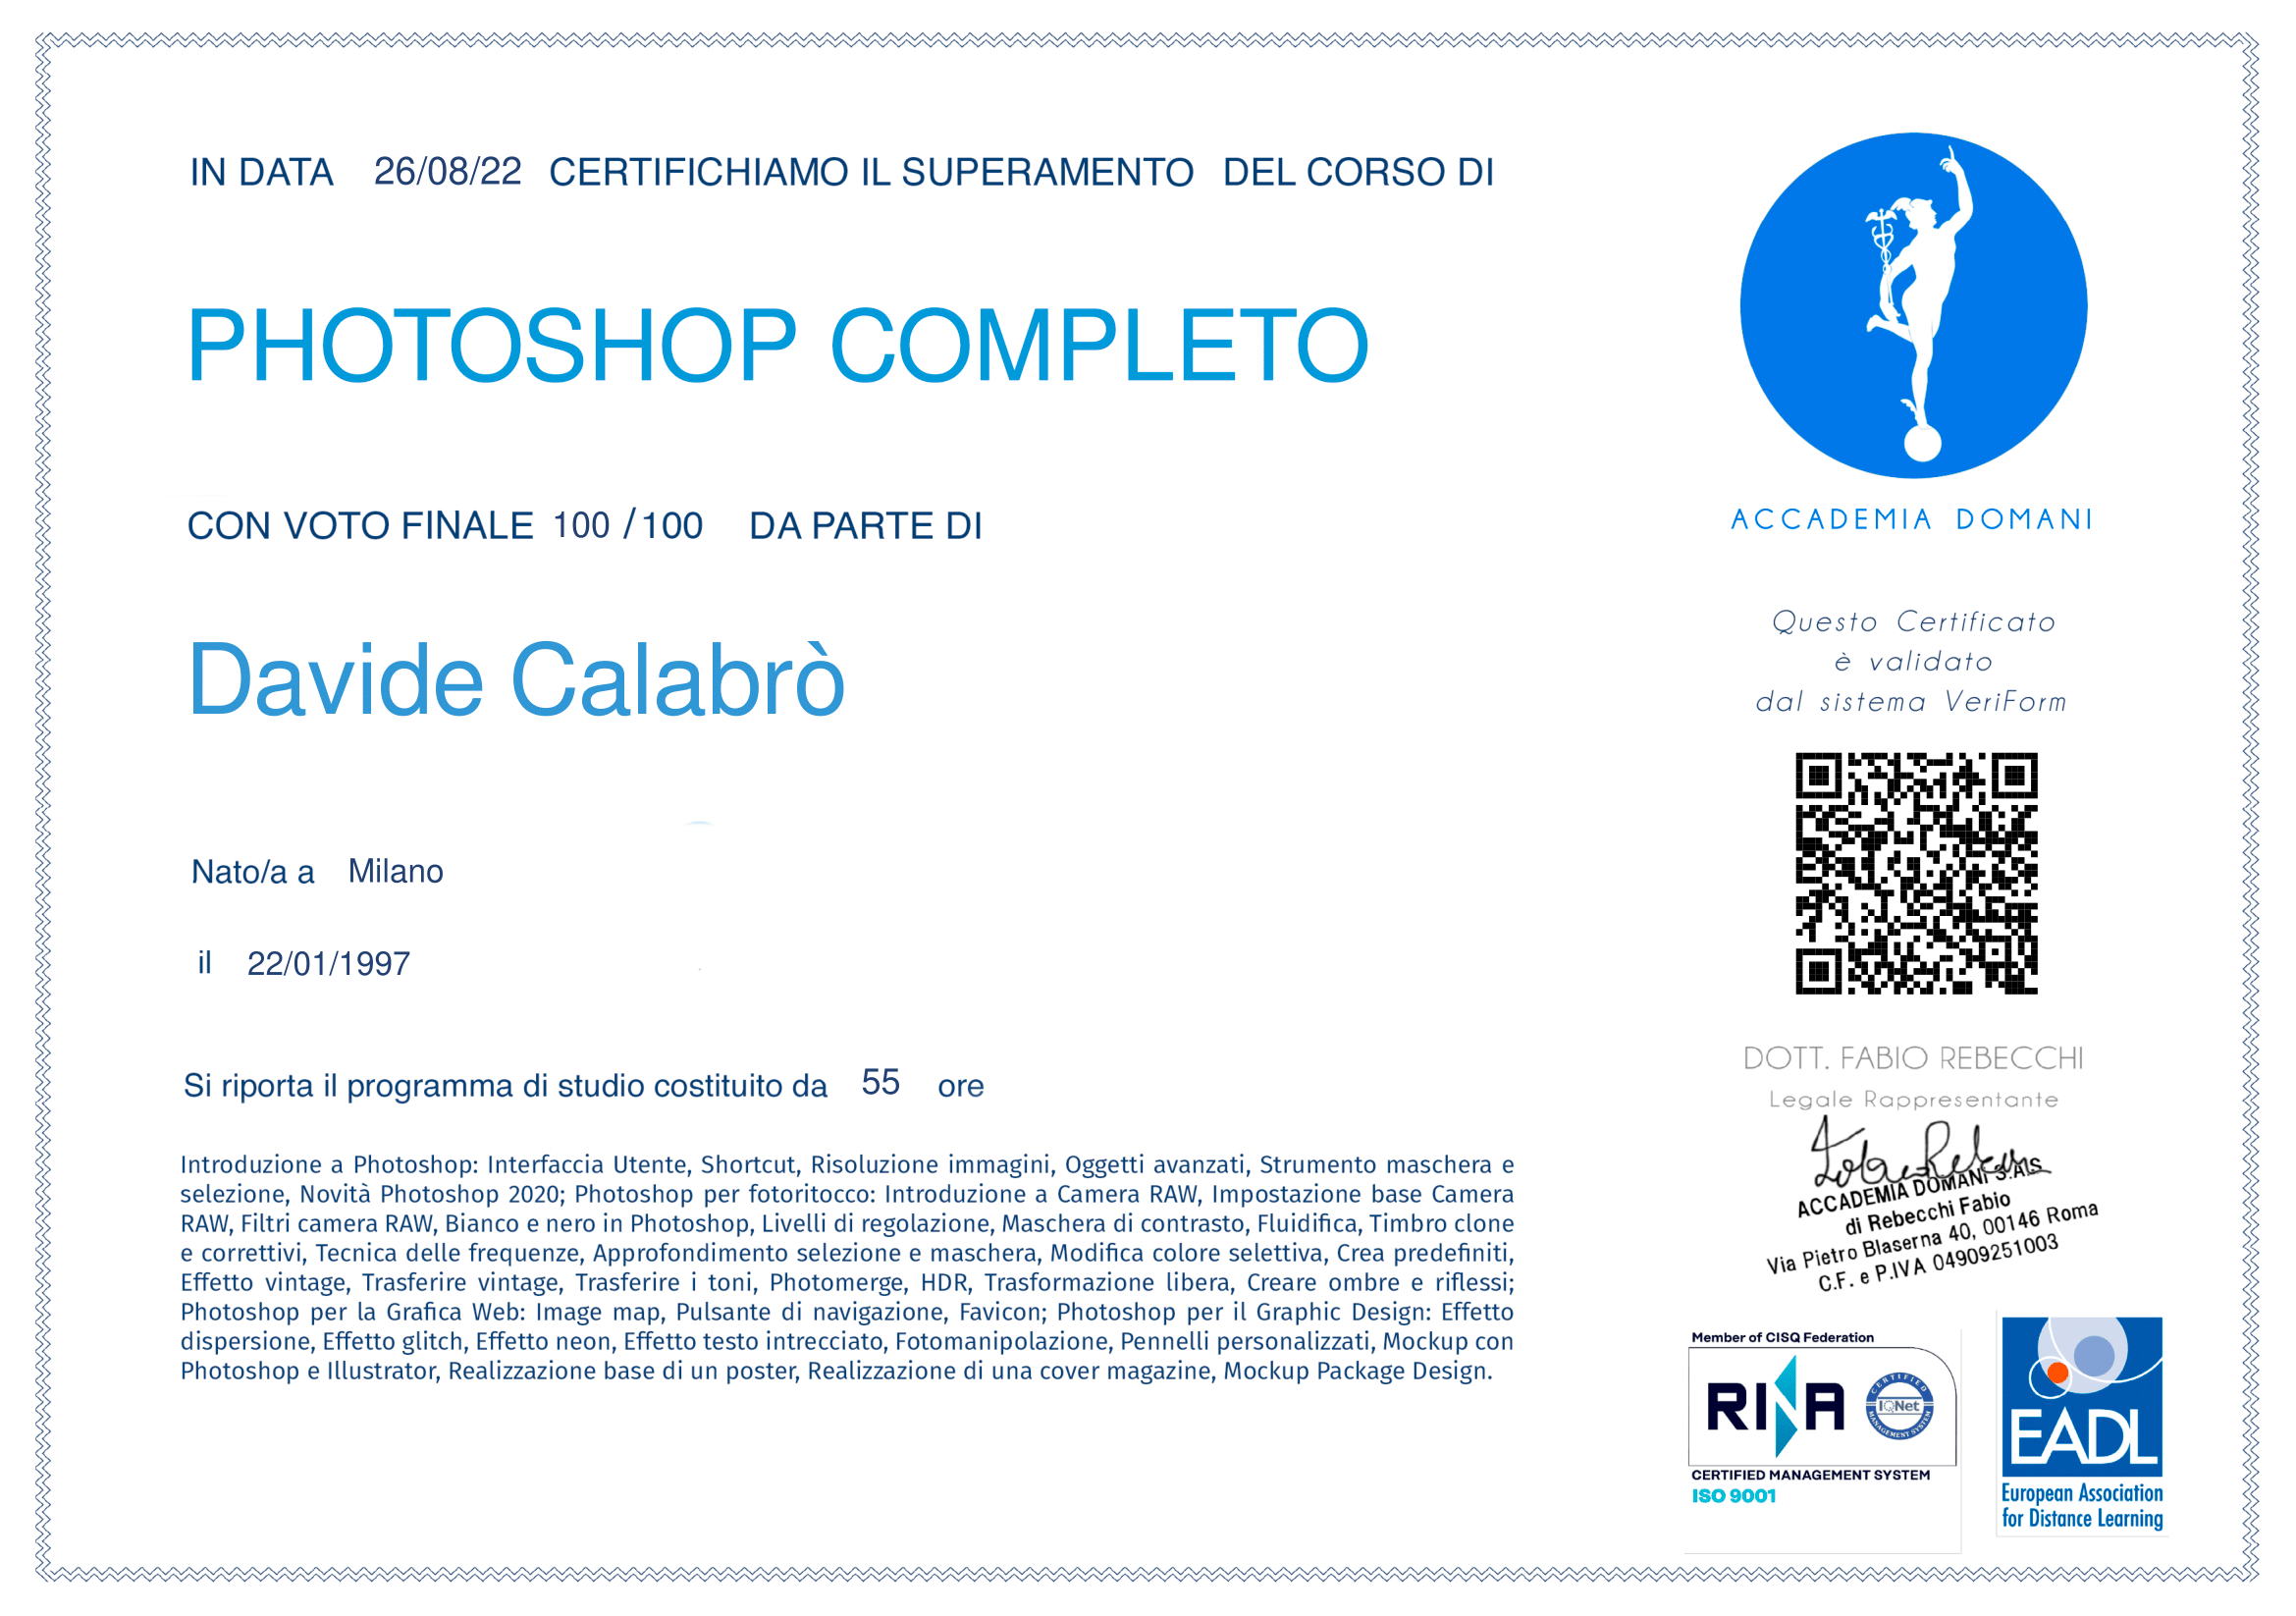 IN DATA 26/08/22 CERTIFICHIAMO IL SUPERAMENTO DEL CORSO DI
PHOTOSHOP COMPLETO
CON VOTO FINALE 100 / 100 DA PARTE DI
Davide Calabrò
Nato/a a Milano
il 22/01/1997
Si riporta il programma di studio costituito da 55 ore
Introduzione a Photoshop: Interfaccia Utente, Shortcut, Risoluzione immagini, Oggetti avanzati, Strumento maschera e
selezione, Novità Photoshop 2020; Photoshop per fotoritocco: Introduzione a Camera RAW, Impostazione base Camera
RAW, Filtri camera RAW, Bianco e nero in Photoshop, Livelli di regolazione, Maschera di contrasto, Fluidifica, Timbro clone
e correttivi, Tecnica delle frequenze, Approfondimento selezione e maschera, Modifica colore selettiva, Crea predefiniti,
Effetto vintage, Trasferire vintage, Trasferire i toni, Photomerge, HDR, Trasformazione libera, Creare ombre e riflessi;
Photoshop per la Grafica Web: Image map, Pulsante di navigazione, Favicon; Photoshop per il Graphic Design: Effetto
dispersione, Effetto glitch, Effetto neon, Effetto testo intrecciato, Fotomanipolazione, Pennelli personalizzati, Mockup con
Photoshop e Illustrator, Realizzazione base di un poster, Realizzazione di una cover magazine, Mockup Package Design.
ACCADEMIA DOMANI
Questo Certificato
è validato
dal sistema VeriForm
DOTT. FABIO REBECCHI
Legale Rappresentante
ACCADEMIA DOMANI S.A.S
di Rebecchi Fabio
Via Pietro Blaserna 40, 00146 Roma
C.F. e P.IVA 04909251003
Member of CISQ Federation
RINA
CERTIFIED
IQNet
MANAGEMENT SYSTEM
CERTIFIED MANAGEMENT SYSTEM
ISO 9001
EADL
European Association
for Distance Learning